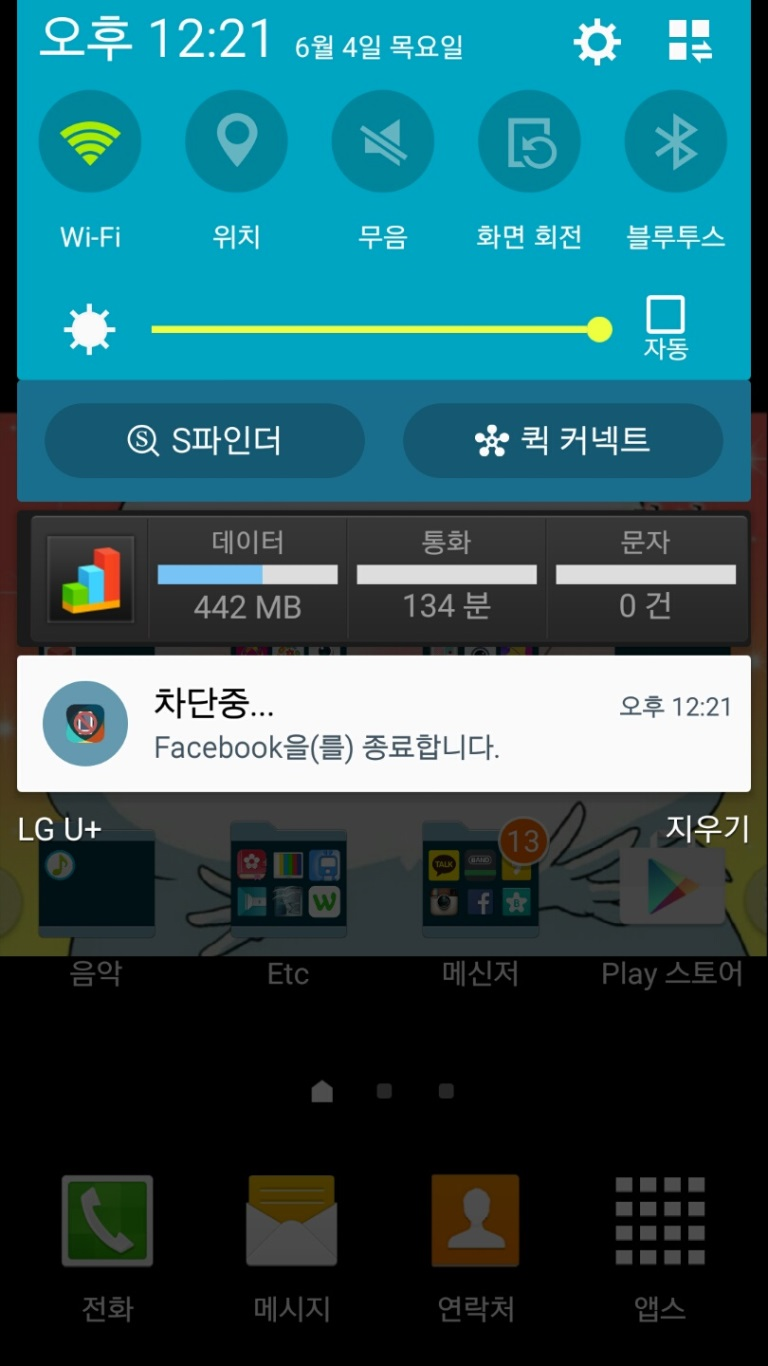 오후 12:21 6월 4일 목요일
Wi-Fi 위치 무음 화면 회전 블루투스
자동
S파인더 퀵 커넥트
데이터 통화 문자
442 MB 134 분 0 건
차단중... 오후 12:21
Facebook을(를) 종료합니다.
LG U+ 지우기
13
TALK BAND
음악 Etc 메신저 Play 스토어
전화 메시지 연락처 앱스